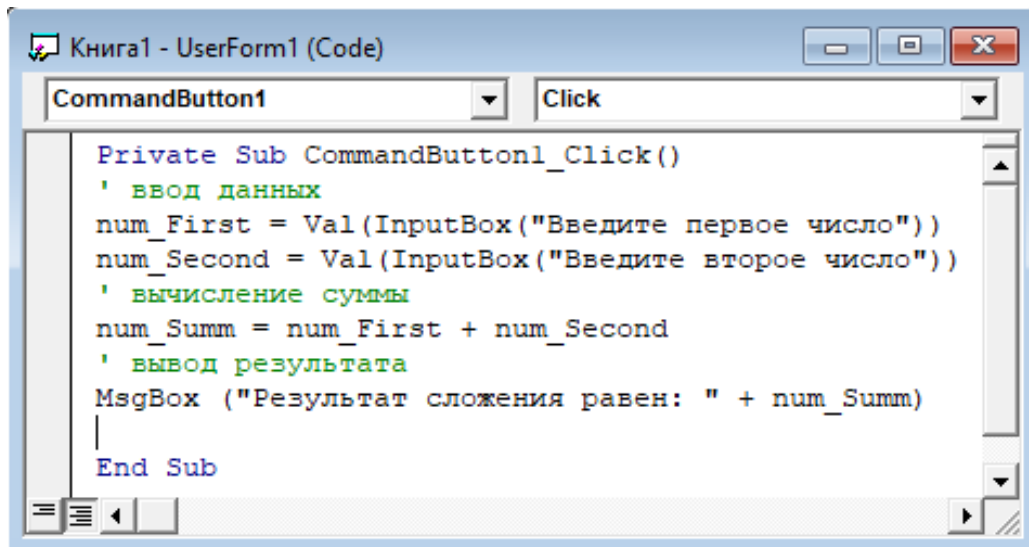 Книга1 - UserForm1 (Code)
CommandButton1 Click
Private Sub CommandButton1_Click()
' ввод данных
num_First = Val(InputBox("Введите первое число"))
num_Second = Val(InputBox("Введите второе число"))
' вычисление суммы
num_Summ = num_First + num_Second
' вывод результата
MsgBox ("Результат сложения равен: " + num_Summ)
End Sub